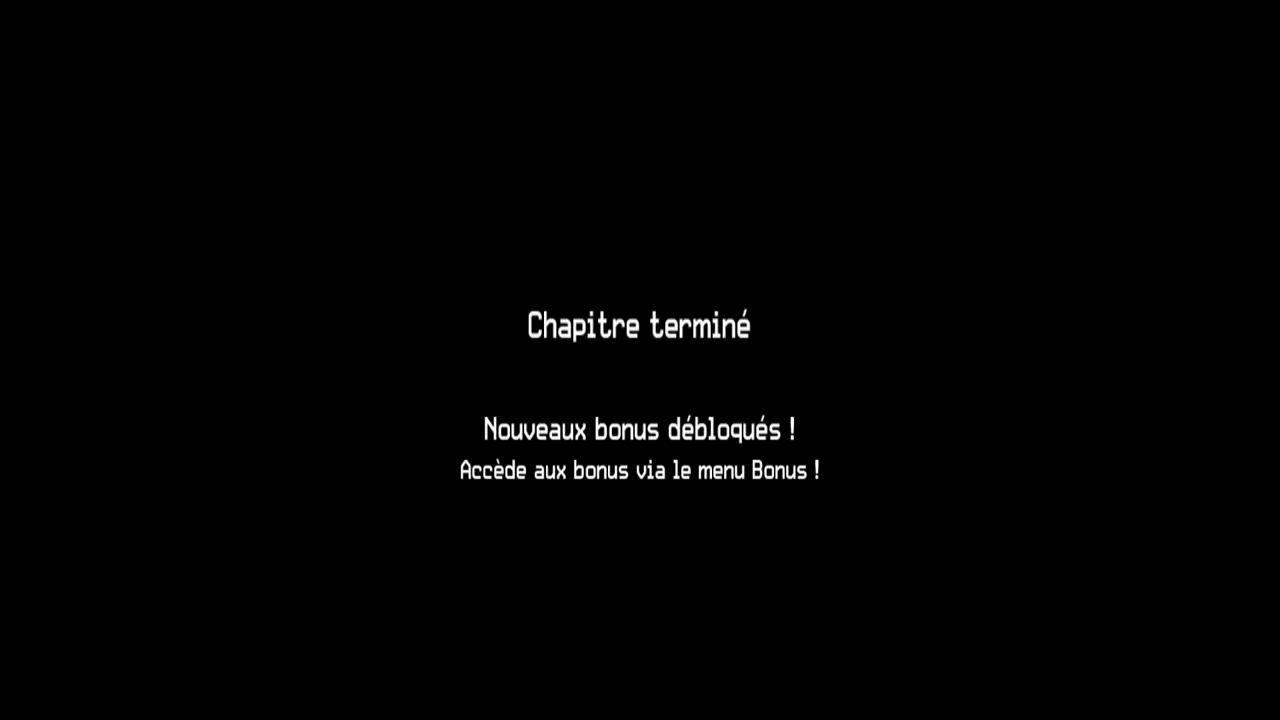 Chapitre terminé
Nouveaux bonus débloqués !
Accède aux bonus via le menu Bonus !